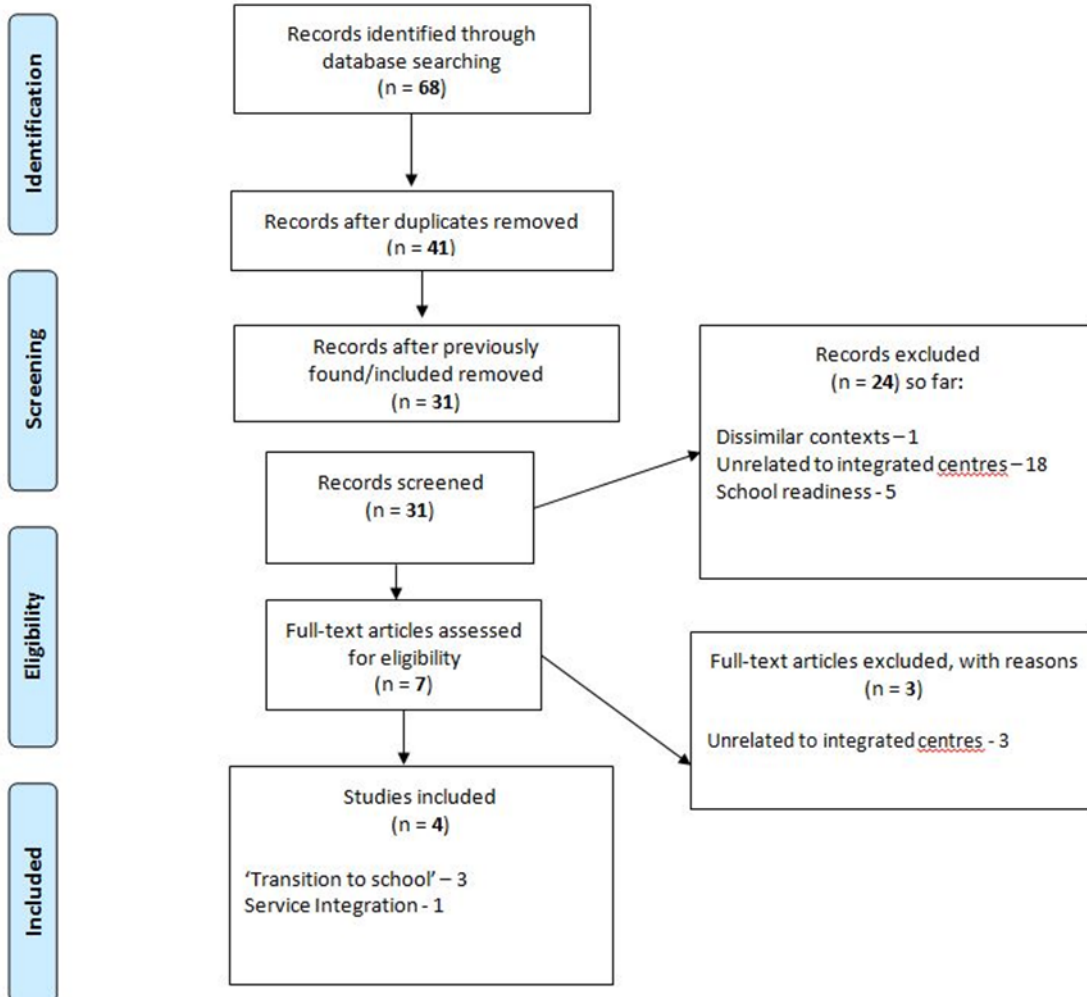 Identification
Records identified through
database searching
(n = 68)
Records after duplicates removed
(n = 41)
Screening
Records after previously
found/included removed
(n = 31)
Records screened
(n = 31)
Records excluded
(n = 24) so far:
Dissimilar contexts – 1
Unrelated to integrated centres – 18
School readiness - 5
Eligibility
Full-text articles assessed
for eligibility
(n = 7)
Full-text articles excluded, with reasons
(n = 3)
Unrelated to integrated centres - 3
Included
Studies included
(n = 4)
‘Transition to school’ – 3
Service Integration - 1